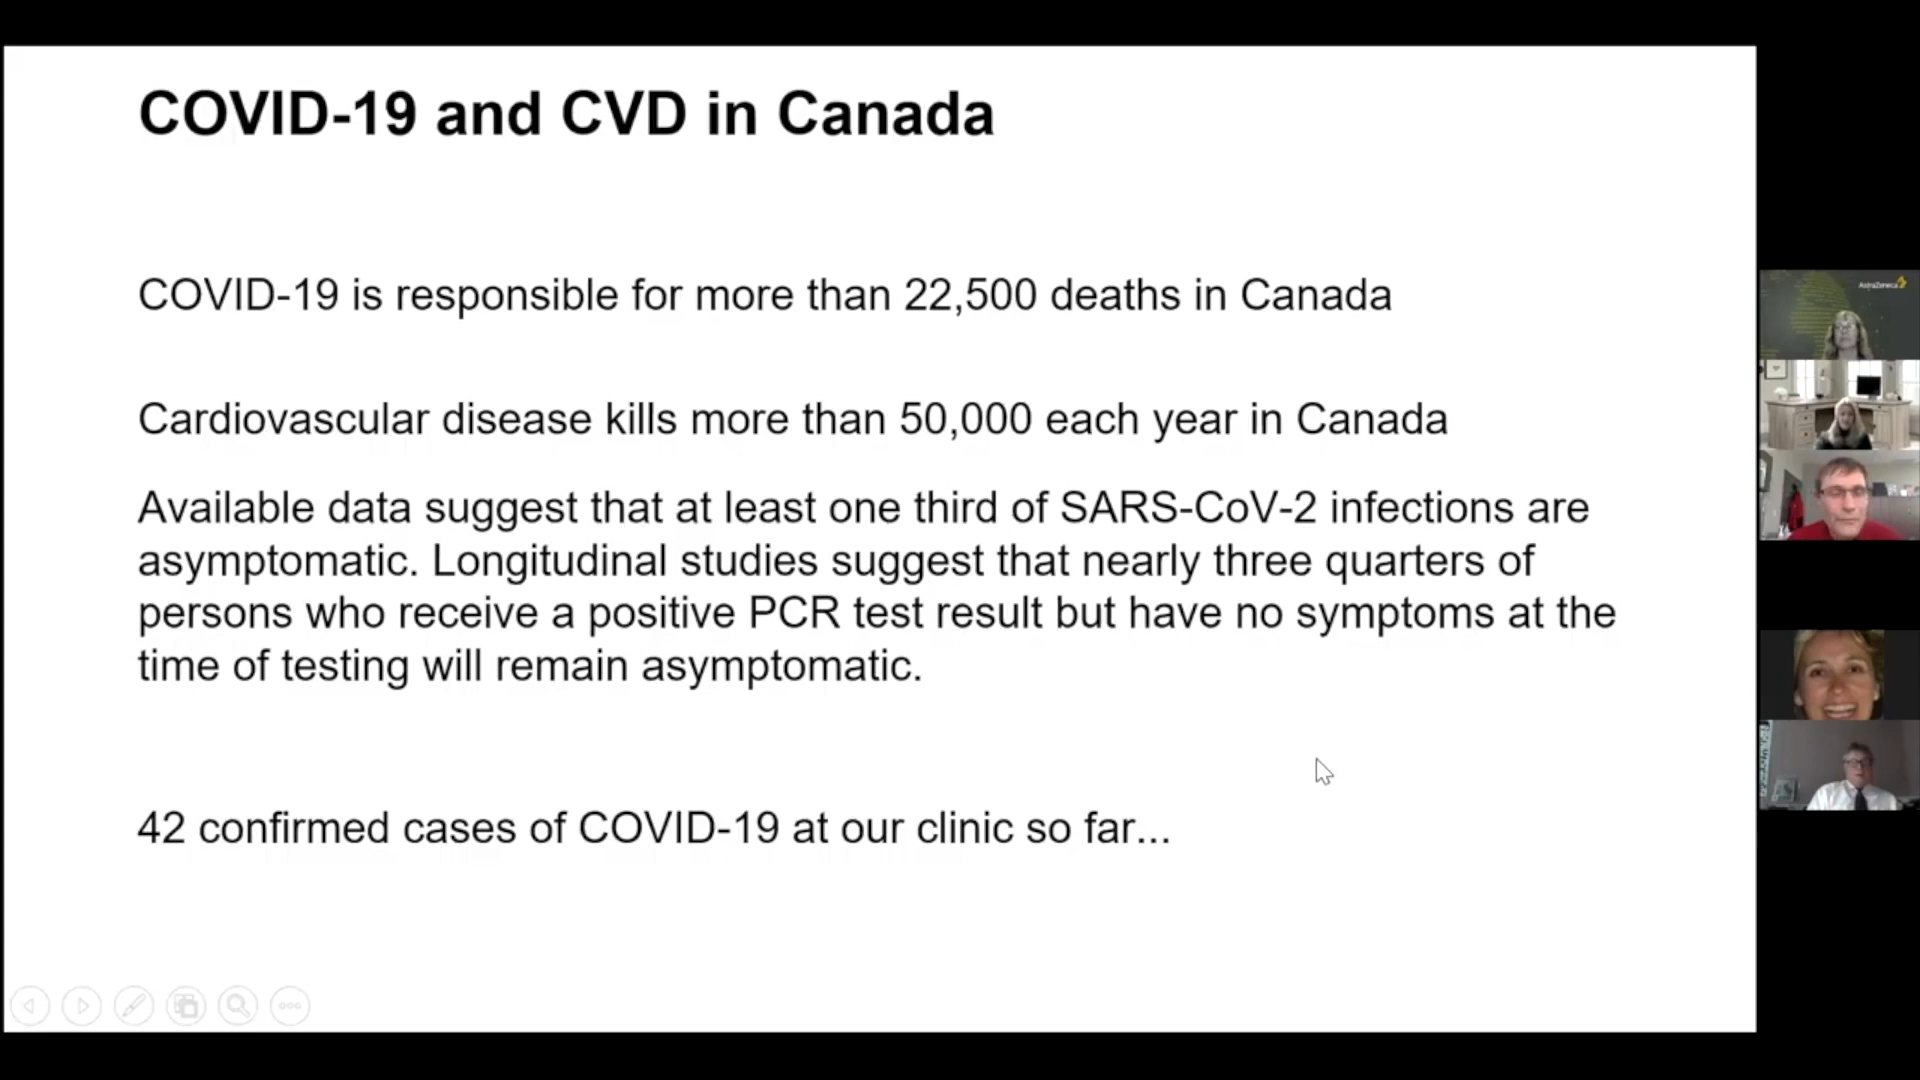 COVID-19 and CVD in Canada
COVID-19 is responsible for more than 22,500 deaths in Canada
Cardiovascular disease kills more than 50,000 each year in Canada
Available data suggest that at least one third of SARS-CoV-2 infections are
asymptomatic. Longitudinal studies suggest that nearly three quarters of
persons who receive a positive PCR test result but have no symptoms at the
time of testing will remain asymptomatic.
42 confirmed cases of COVID-19 at our clinic so far...
AstraZeneca